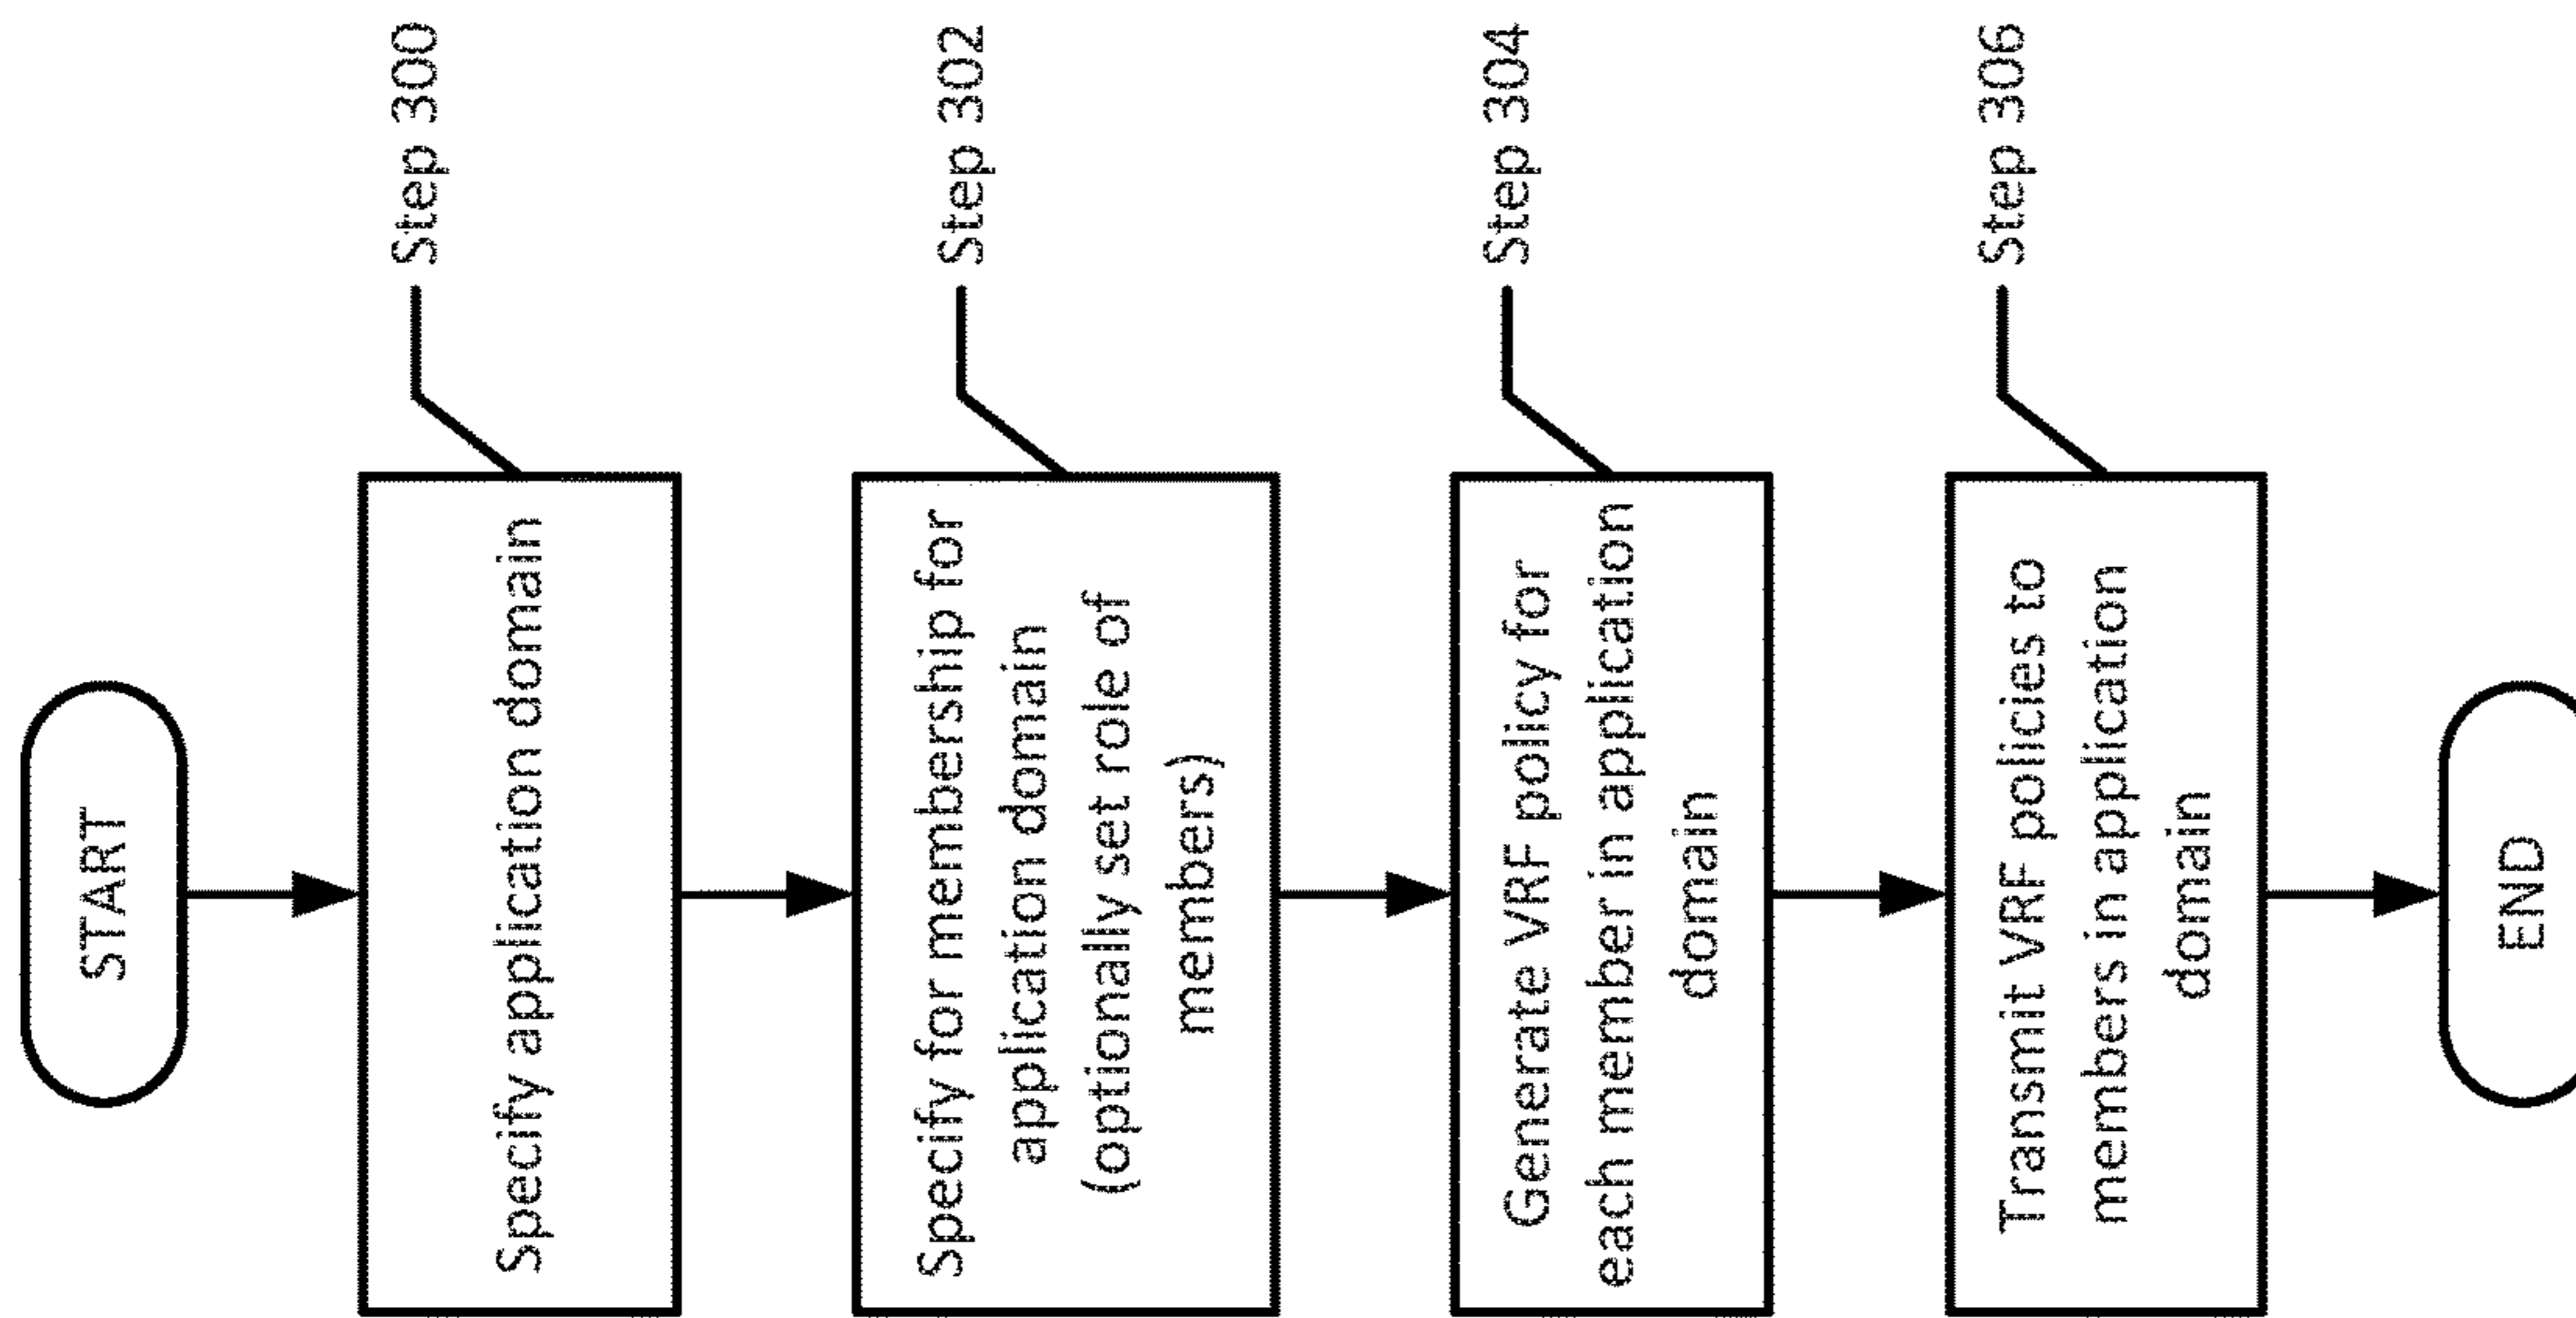 START
Specify application domain
Step 300
Specify for membership for
application domain
(optionally set role of
members)
Step 302
Generate VRF policy for
each member in application
domain
Step 304
Transmit VRF policies to
members in application
domain
Step 306
END